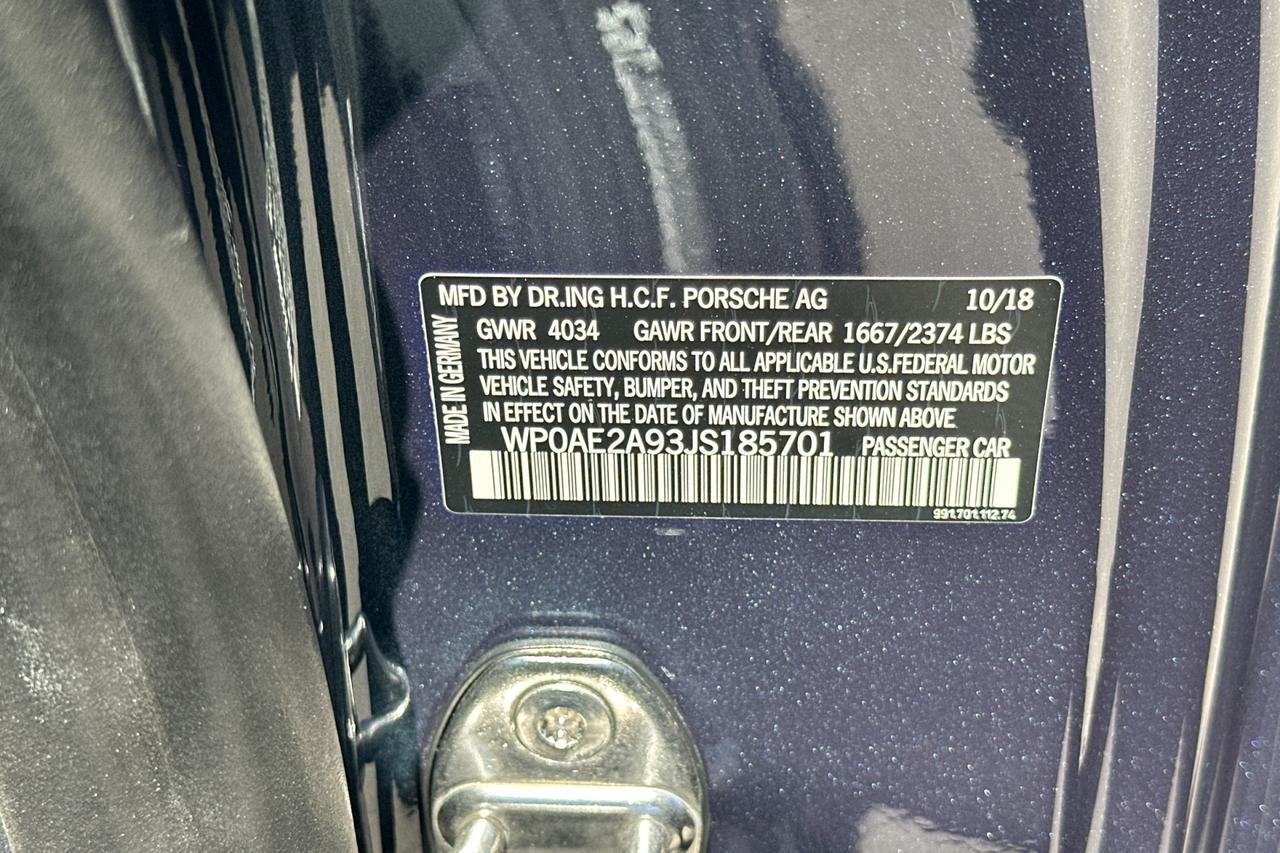 MFD BY DR.ING H.C.F. PORSCHE AG 10/18
GVWR 4034 GAWR FRONT/REAR 1667/2374 LBS
THIS VEHICLE CONFORMS TO ALL APPLICABLE U.S.FEDERAL MOTOR
VEHICLE SAFETY, BUMPER, AND THEFT PREVENTION STANDARDS
IN EFFECT ON THE DATE OF MANUFACTURE SHOWN ABOVE
MADE IN GERMANY
WP0AE2A93JS185701 PASSENGER CAR
991.701.112.74